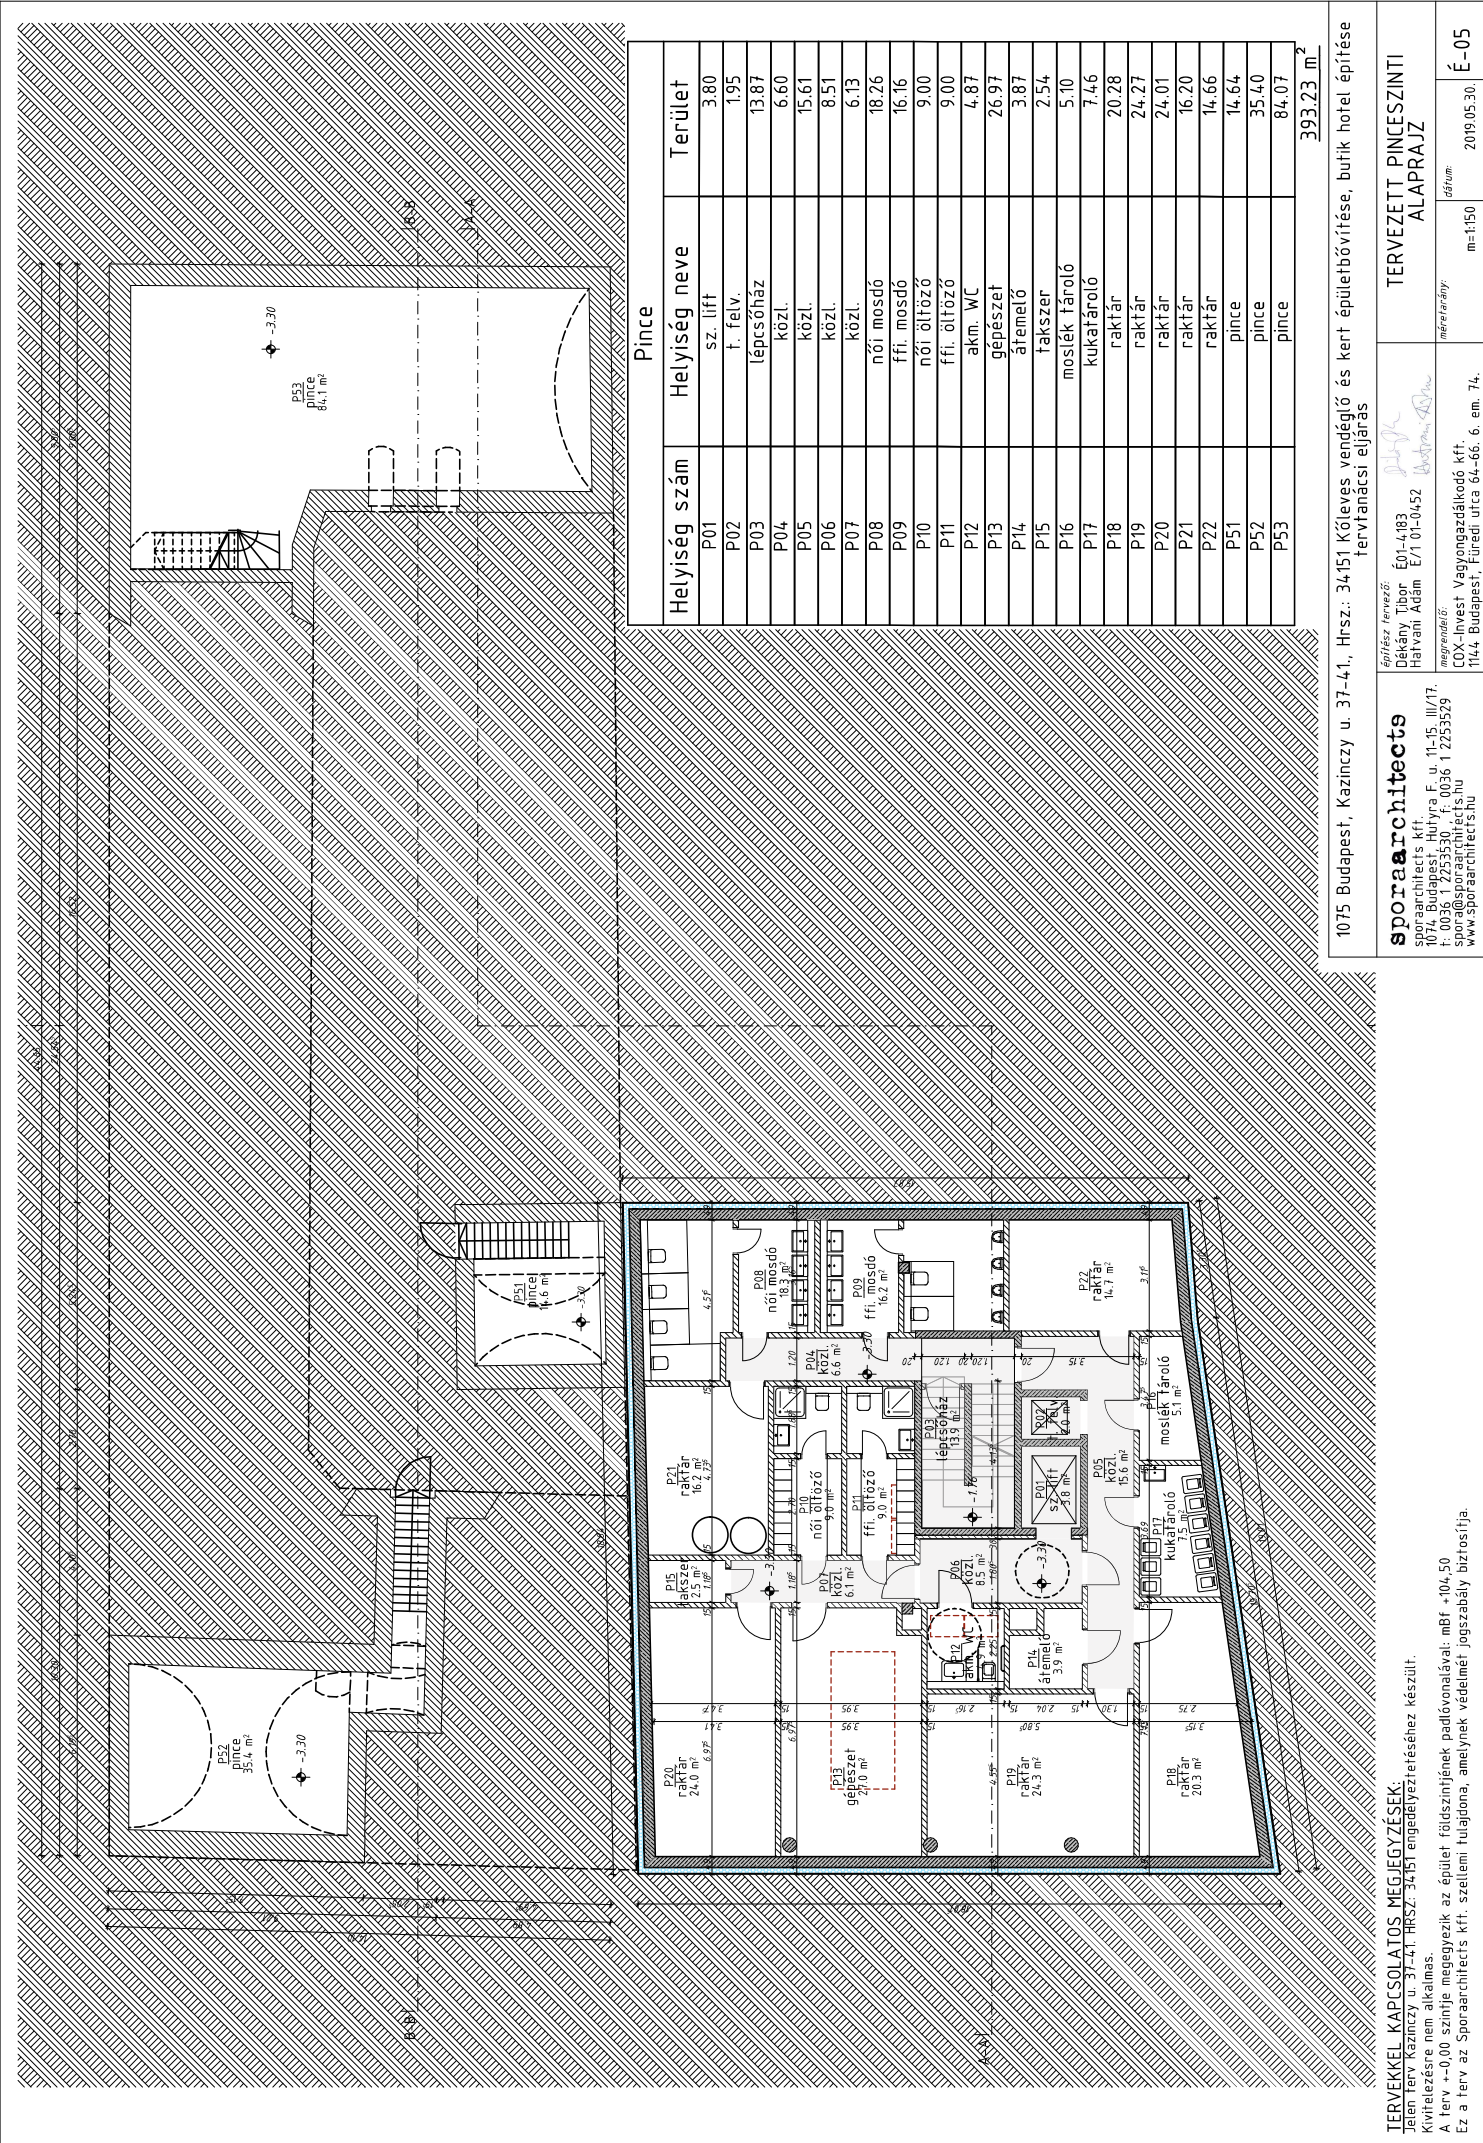 Pince
Helyiség szám Helyiség neve Terület
P01 sz. lift 3.80
P02 t. felv. 1.95
P03 lépcsőház 13.87
P04 közl. 6.60
P05 közl. 15.61
P06 közl. 8.51
P07 közl. 6.13
P08 női mosdó 18.26
P09 ffi. mosdó 16.16
P10 női öltöző 9.00
P11 ffi. öltöző 9.00
P12 akm. WC 4.87
P13 gépészet 26.97
P14 átemelő 3.87
P15 takszer 2.54
P16 moslék tároló 5.10
P17 kukatároló 7.46
P18 raktár 20.28
P19 raktár 24.27
P20 raktár 24.01
P21 raktár 16.20
P22 raktár 14.66
P51 pince 14.64
P52 pince 35.40
P53 pince 84.07
393.23 m²
P53
pince
84.1 m²
-3.30
B-B
A-A
P51
pince
14.6 m²
-3.30
P52
pince
35.4 m²
-3.30
B-B
A-A
P08
női mosdó
18.3 m²
P09
ffi. mosdó
16.2 m²
P22
raktár
14.7 m²
P04
közl.
6.6 m²
-3.30
P21
raktár
16.2 m²
P10
női öltöző
9.0 m²
P11
ffi. öltöző
9.0 m²
P03
lépcsőház
13.9 m²
P02
P01
sz. lift
3.8 m²
P05
közl.
15.6 m²
P16
moslék tároló
5.1 m²
P17
kukatároló
7.5 m²
P15
takszer
2.5 m²
P07
közl.
6.1 m²
P06
közl.
8.5 m²
-3.30
P12
akm. WC
P14
átemelő
3.9 m²
P20
raktár
24.0 m²
P13
gépészet
27.0 m²
P19
raktár
24.3 m²
P18
raktár
20.3 m²
TERVEKKEL KAPCSOLATOS MEGJEGYZÉSEK:
Jelen terv Kazinczy u. 37-41. HRSZ: 34151 engedélyeztetéséhez készült.
Kivitelezésre nem alkalmas.
A terv +-0,00 szintje megegyezik az épület földszintjének padlóvonalával: mBf +104,50
Ez a terv az Sporaarchitects kft. szellemi tulajdona, amelynek védelmét jogszabály biztosítja.
1075 Budapest, Kazinczy u. 37-41., Hrsz.: 34151 Kőleves vendéglő és kert épületbővítése, butik hotel építése
tervtanácsi eljárás
sporaarchitects
sporaarchitects kft.
1074 Budapest, Hutyra F. u. 11-15. III/17.
t: 0036 1 2253530 f: 0036 1 2253529
spora@sporaarchitects.hu
www.sporaarchitects.hu
építész tervező:
Dékány Tibor É01-4183
Hatvani Ádám E/1 01-0452
megrendelő:
COX-Invest Vagyongazdálkodó kft.
1144 Budapest, Füredi utca 64-66. 6. em. 74.
TERVEZETT PINCESZINTI
ALAPRAJZ
méretarány:
m=1:150
dátum:
2019.05.30.
É-05